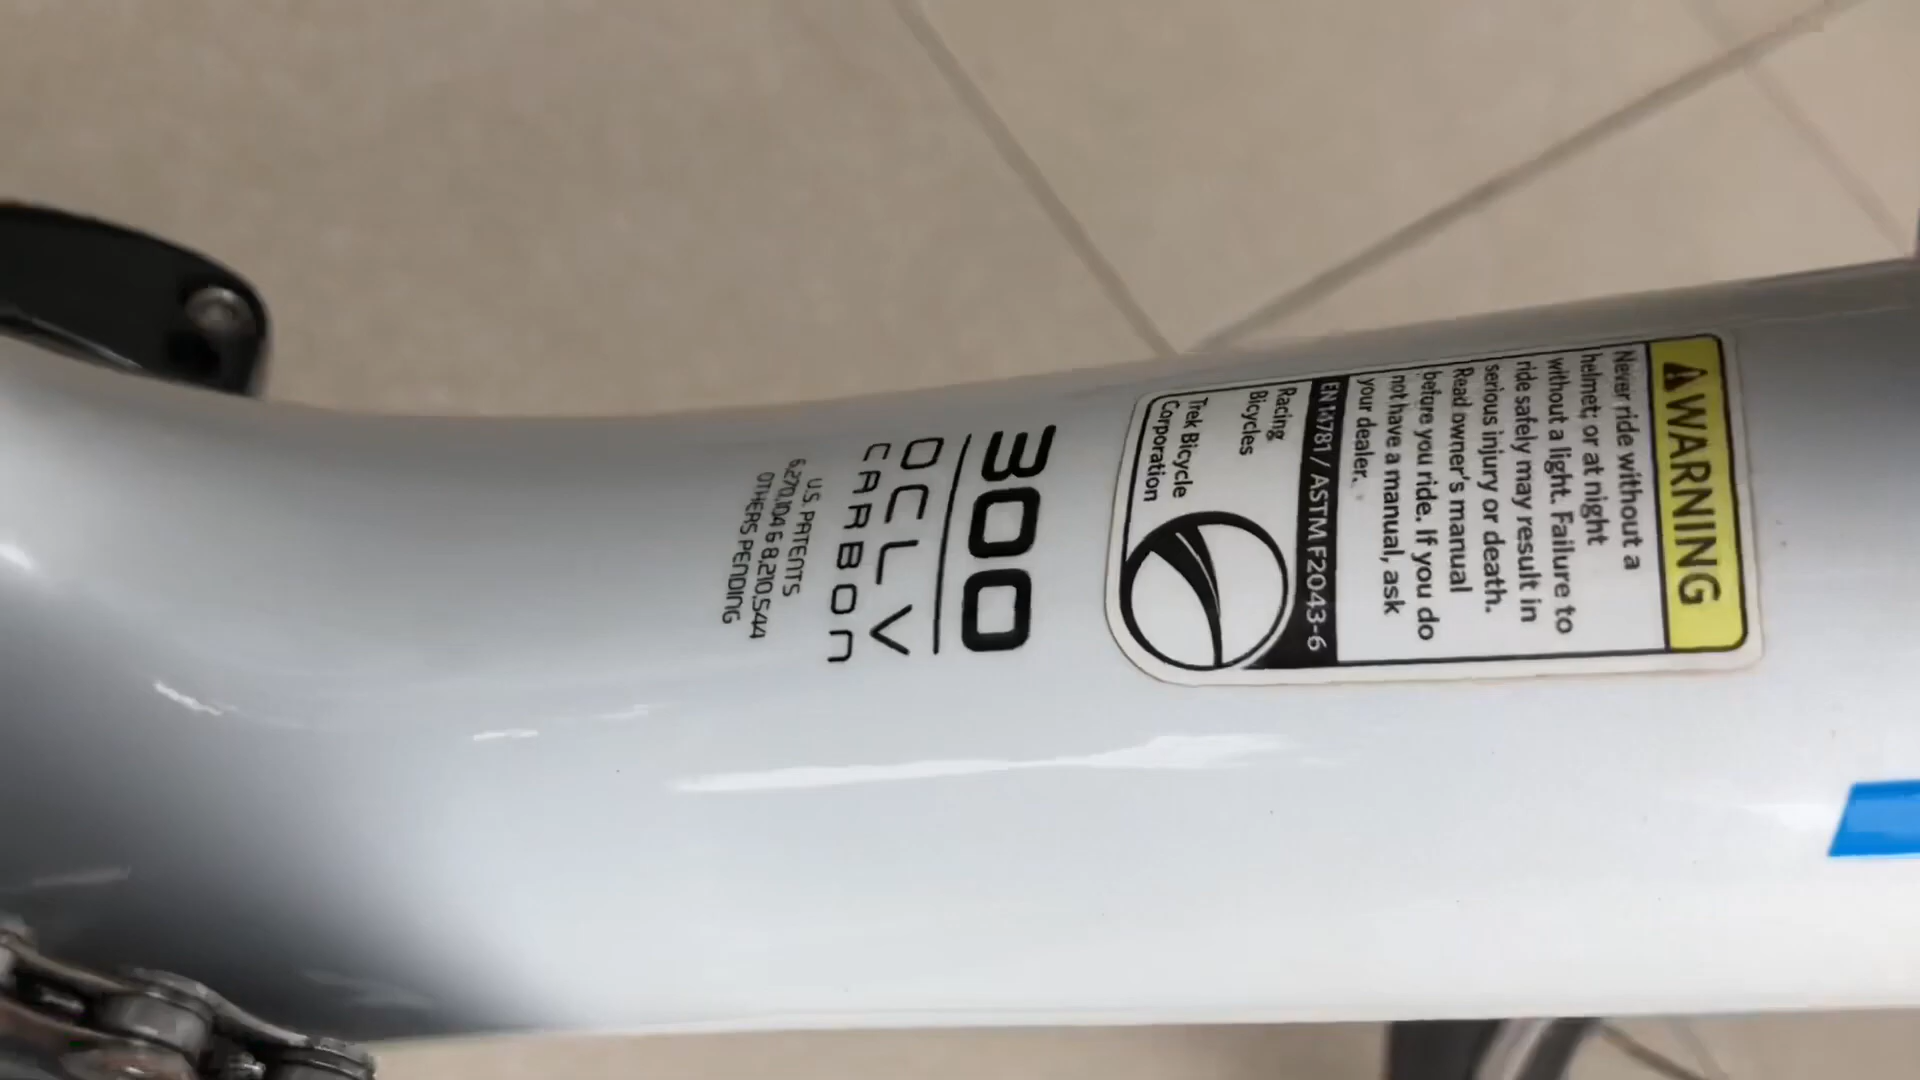 ⚠WARNING
Never ride without a
helmet; or at night
without a light. Failure to
ride safely may result in
serious injury or death.
Read owner's manual
before you ride. If you do
not have a manual, ask
your dealer.
EN 14781 / ASTM F2043-6
Racing
Bicycles
Trek Bicycle
Corporation
300
OCLV
CARBON
U.S. PATENTS
6,270,104 & 8,210,544
OTHERS PENDING